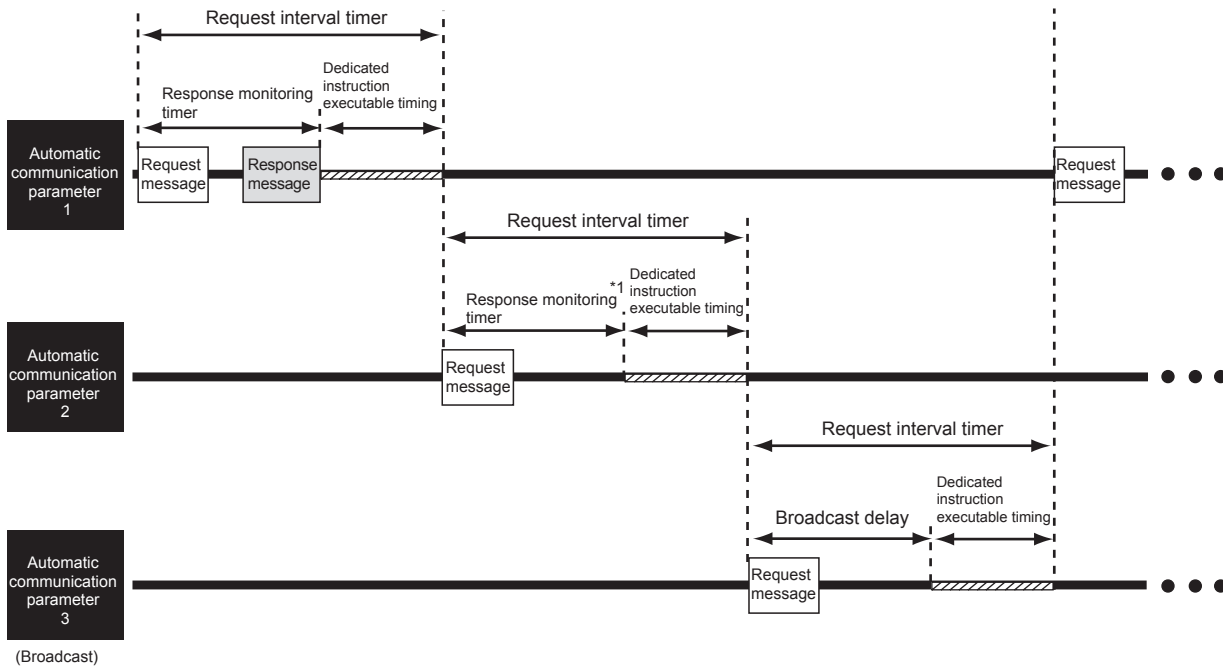 Request interval timer
Dedicated
instruction
executable timing
Response monitoring
timer
Automatic
communication
parameter
1
Request
message
Response
message
Request
message
Request interval timer
Dedicated
instruction
executable timing
Response monitoring *1
timer
Automatic
communication
parameter
2
Request
message
Request interval timer
Dedicated
instruction
executable timing
Broadcast delay
Automatic
communication
parameter
3
Request
message
(Broadcast)